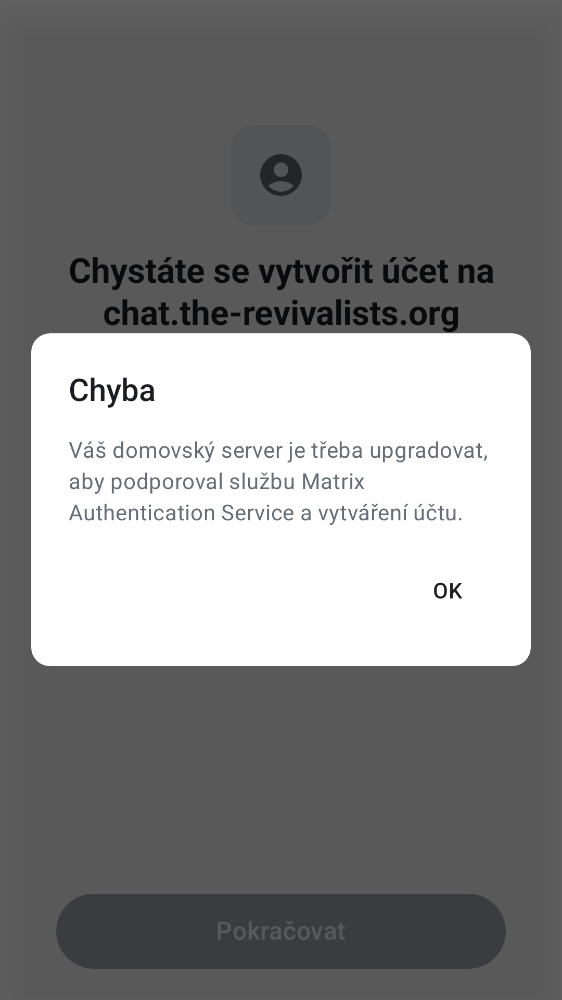 Chystáte se vytvořit účet na
chat.the-revivalists.org
Chyba
Váš domovský server je třeba upgradovat,
aby podporoval službu Matrix
Authentication Service a vytváření účtu.
OK
Pokračovat